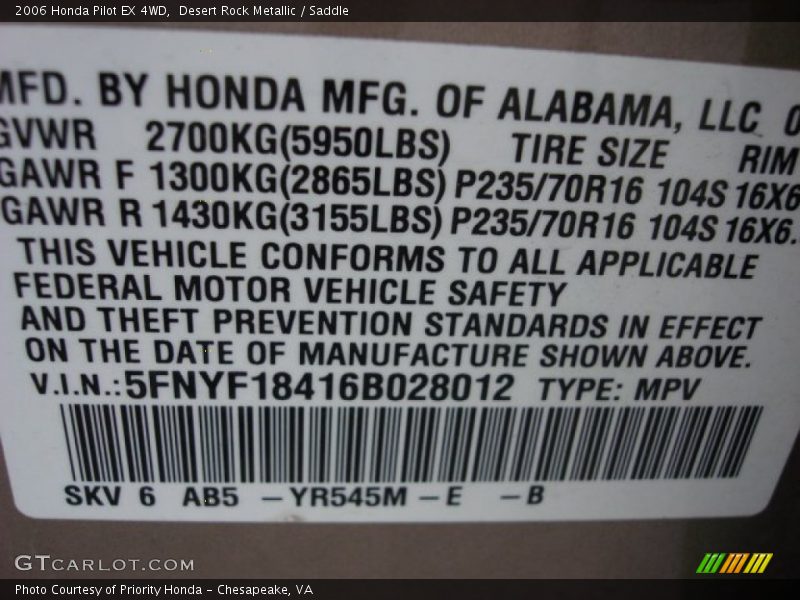 2006 Honda Pilot EX 4WD,  Desert Rock Metallic / Saddle
MFD. BY HONDA MFG. OF ALABAMA, LLC
GVWR 2700KG(5950LBS) TIRE SIZE RIM
GAWR F 1300KG(2865LBS) P235/70R16 104S 16X6
GAWR R 1430KG(3155LBS) P235/70R16 104S 16X6.
THIS VEHICLE CONFORMS TO ALL APPLICABLE
FEDERAL MOTOR VEHICLE SAFETY
AND THEFT PREVENTION STANDARDS IN EFFECT
ON THE DATE OF MANUFACTURE SHOWN ABOVE.
V.I.N.:5FNYF18416B028012 TYPE: MPV
SKV 6 AB5 –YR545M –E –B
GTCARLOT.COM
Photo Courtesy of Priority Honda – Chesapeake, VA